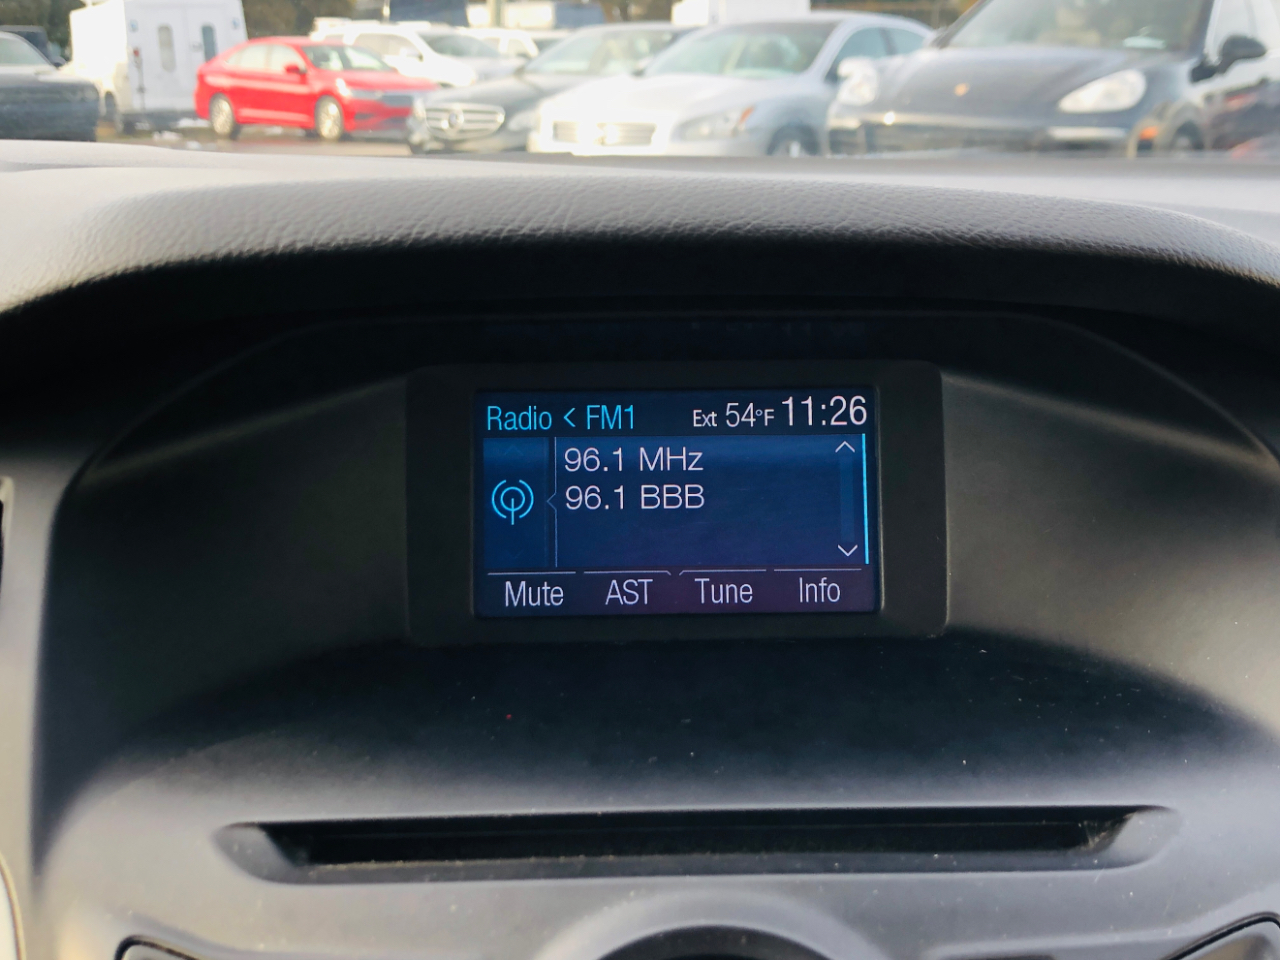 Radio < FM1 Ext 54°F 11:26
96.1 MHz
96.1 BBB
Mute AST Tune Info